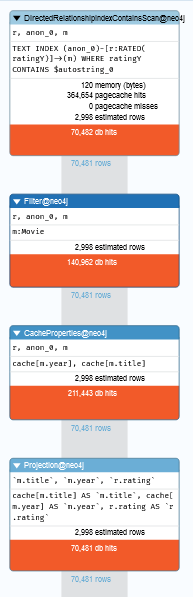 DirectedRelationshipIndexContainsScan@neo4j
r, anon_0, m
TEXT INDEX (anon_0)-[r:RATED(
ratingY)]->(m) WHERE ratingY
CONTAINS $autostring_0
120 memory (bytes)
364,654 pagecache hits
0 pagecache misses
2,998 estimated rows
70,482 db hits
70,481 rows
Filter@neo4j
r, anon_0, m
m:Movie
2,998 estimated rows
140,962 db hits
70,481 rows
CacheProperties@neo4j
r, anon_0, m
cache[m.year], cache[m.title]
2,998 estimated rows
211,443 db hits
70,481 rows
Projection@neo4j
`m.title`, `m.year`, `r.rating`
cache[m.title] AS `m.title`, cache[
m.year] AS `m.year`, r.rating AS `r
.rating`
2,998 estimated rows
70,481 db hits
70,481 rows